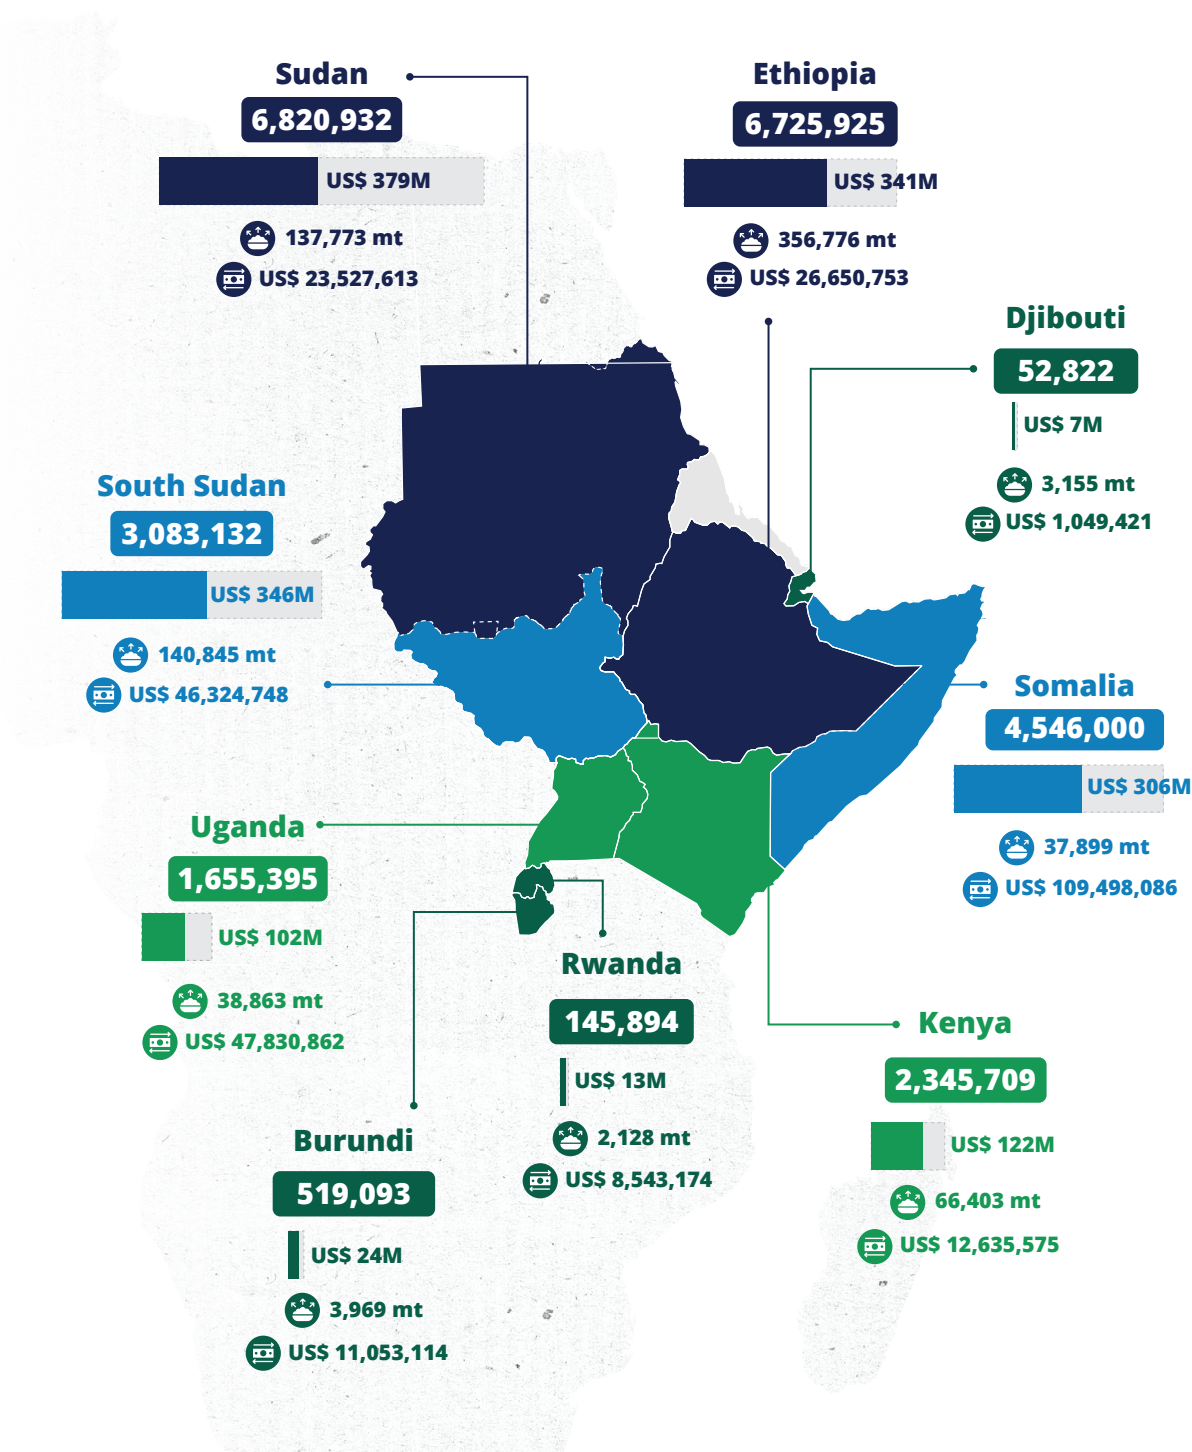 Sudan
6,820,932
US$ 379M
137,773 mt
US$ 23,527,613
Ethiopia
6,725,925
US$ 341M
356,776 mt
US$ 26,650,753
Djibouti
52,822
US$ 7M
3,155 mt
US$ 1,049,421
South Sudan
3,083,132
US$ 346M
140,845 mt
US$ 46,324,748
Somalia
4,546,000
US$ 306M
37,899 mt
US$ 109,498,086
Uganda
1,655,395
US$ 102M
38,863 mt
US$ 47,830,862
Rwanda
145,894
US$ 13M
2,128 mt
US$ 8,543,174
Kenya
2,345,709
US$ 122M
66,403 mt
US$ 12,635,575
Burundi
519,093
US$ 24M
3,969 mt
US$ 11,053,114